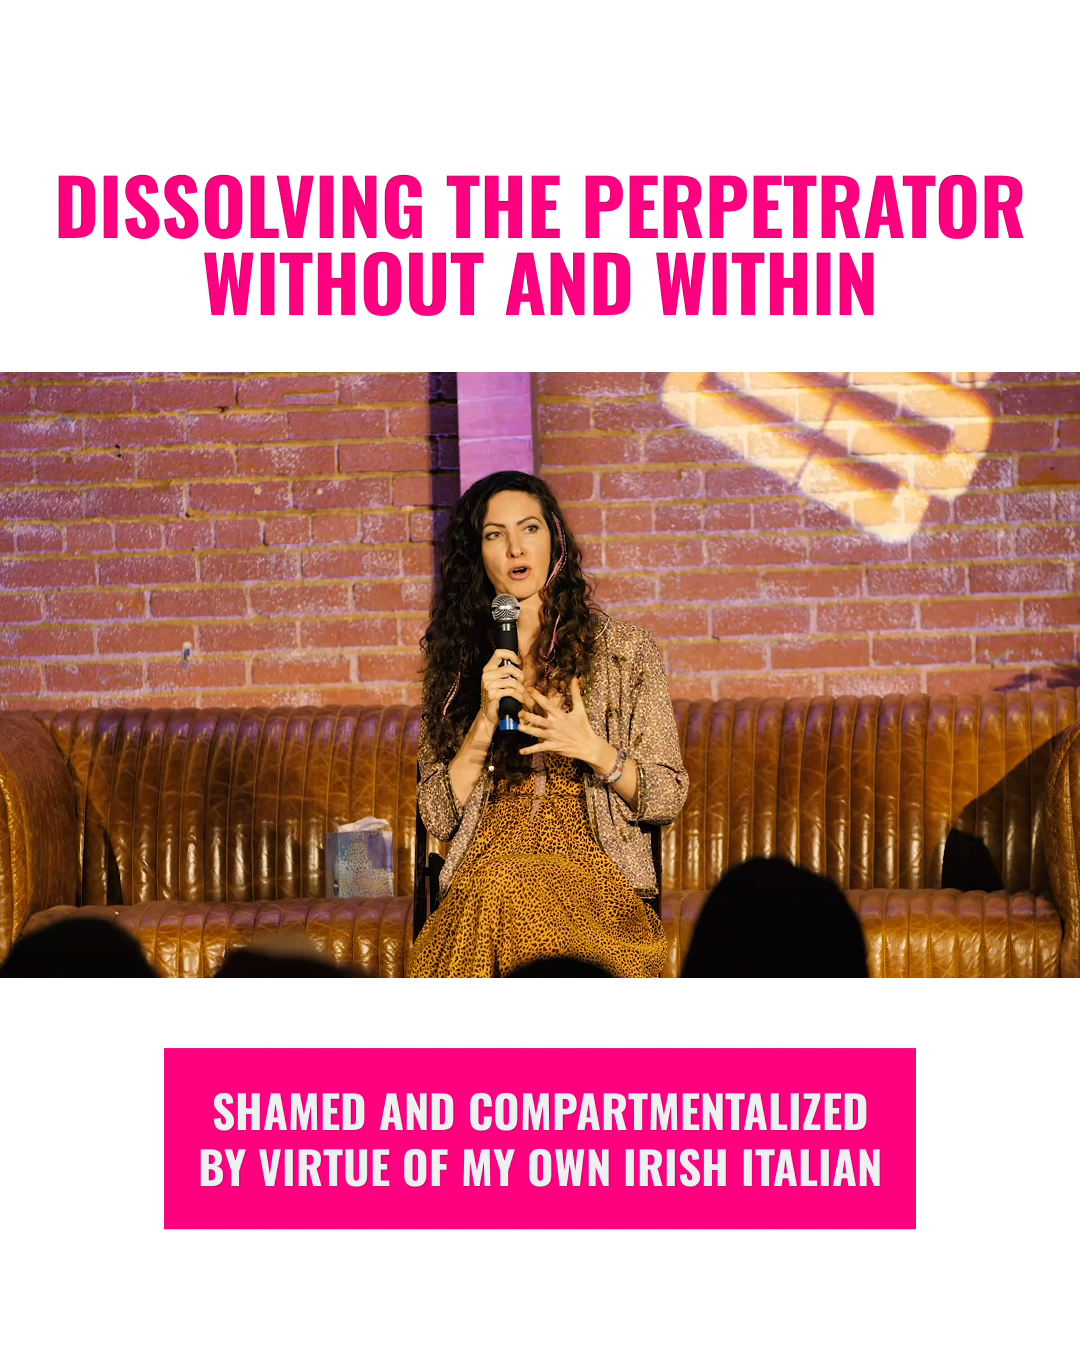 DISSOLVING THE PERPETRATOR
WITHOUT AND WITHIN
SHAMED AND COMPARTMENTALIZED
BY VIRTUE OF MY OWN IRISH ITALIAN